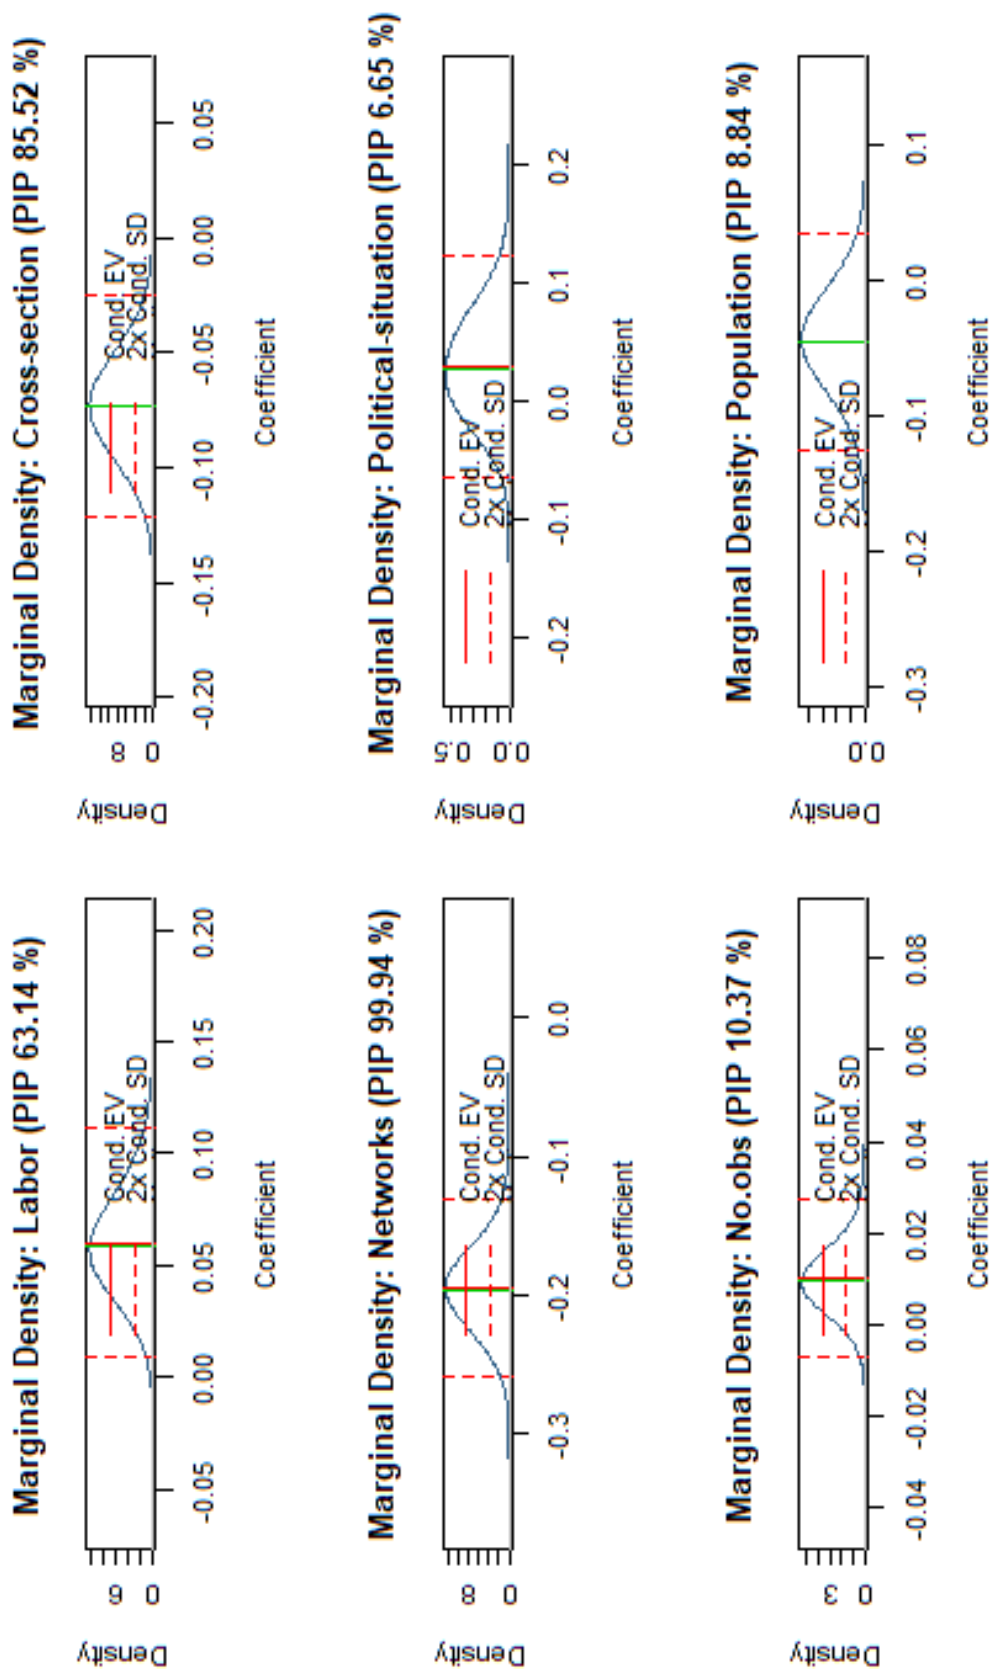 Marginal Density: Labor (PIP 63.14 %)
Density
6
0
Cond. EV
2x Cond. SD
-0.05 0.00 0.05 0.10 0.15 0.20
Coefficient
Marginal Density: Cross-section (PIP 85.52 %)
Density
8
0
Cond. EV
2x Cond. SD
-0.20 -0.15 -0.10 -0.05 0.00 0.05
Coefficient
Marginal Density: Networks (PIP 99.94 %)
Density
8
0
Cond. EV
2x Cond. SD
-0.3 -0.2 -0.1 0.0
Coefficient
Marginal Density: Political-situation (PIP 6.65 %)
Density
0.5
0.0
Cond. EV
2x Cond. SD
-0.2 -0.1 0.0 0.1 0.2
Coefficient
Marginal Density: No.obs (PIP 10.37 %)
Density
3
0
Cond. EV
2x Cond. SD
-0.04 -0.02 0.00 0.02 0.04 0.06 0.08
Coefficient
Marginal Density: Population (PIP 8.84 %)
Density
0.0
Cond. EV
2x Cond. SD
-0.3 -0.2 -0.1 0.0 0.1
Coefficient